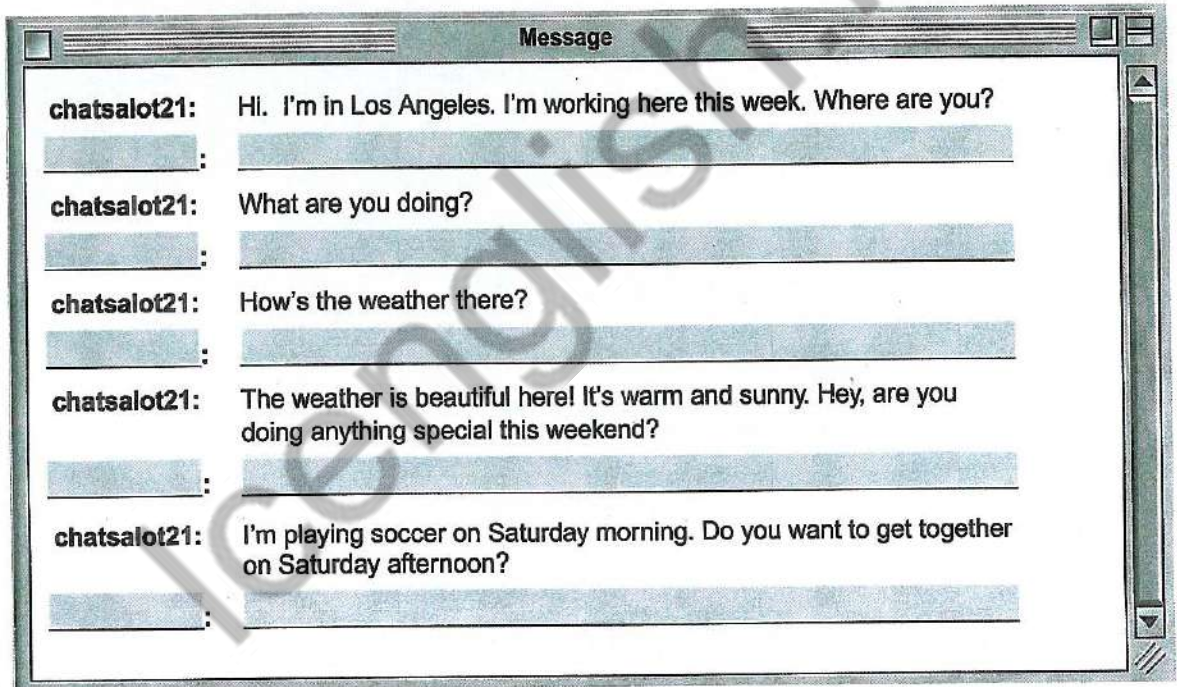 Message
chatsalot21: Hi. I'm in Los Angeles. I'm working here this week. Where are you?
:
chatsalot21: What are you doing?
:
chatsalot21: How's the weather there?
:
chatsalot21: The weather is beautiful here! It's warm and sunny. Hey, are you
doing anything special this weekend?
:
chatsalot21: I'm playing soccer on Saturday morning. Do you want to get together
on Saturday afternoon?
:
Icenglish